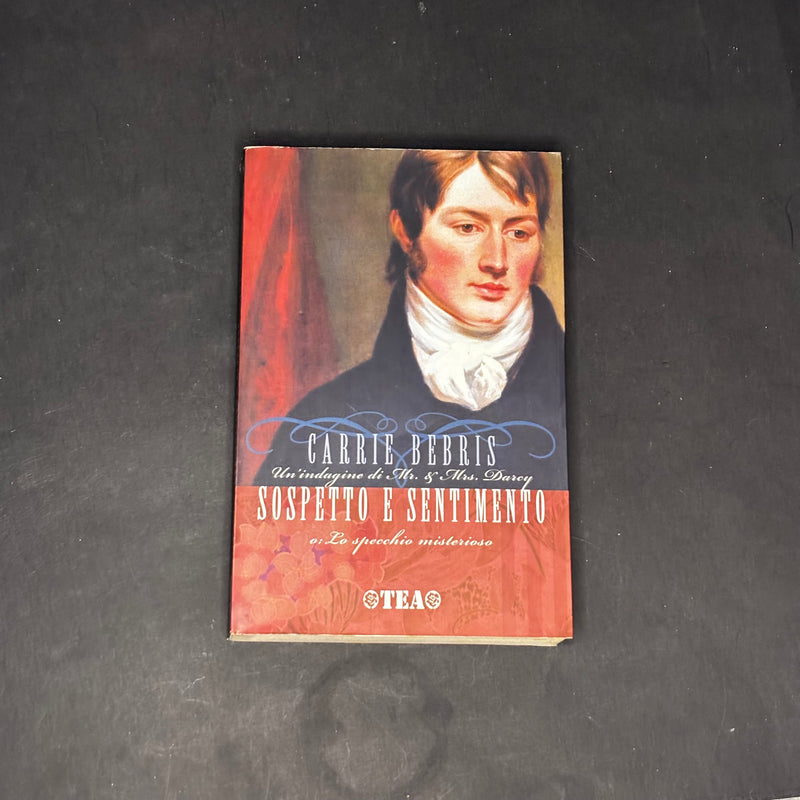 CARRIE BEBRIS
Un'indagine di Mr. & Mrs. Darcy
SOSPETTO E SENTIMENTO
o: Lo specchio misterioso
TEA